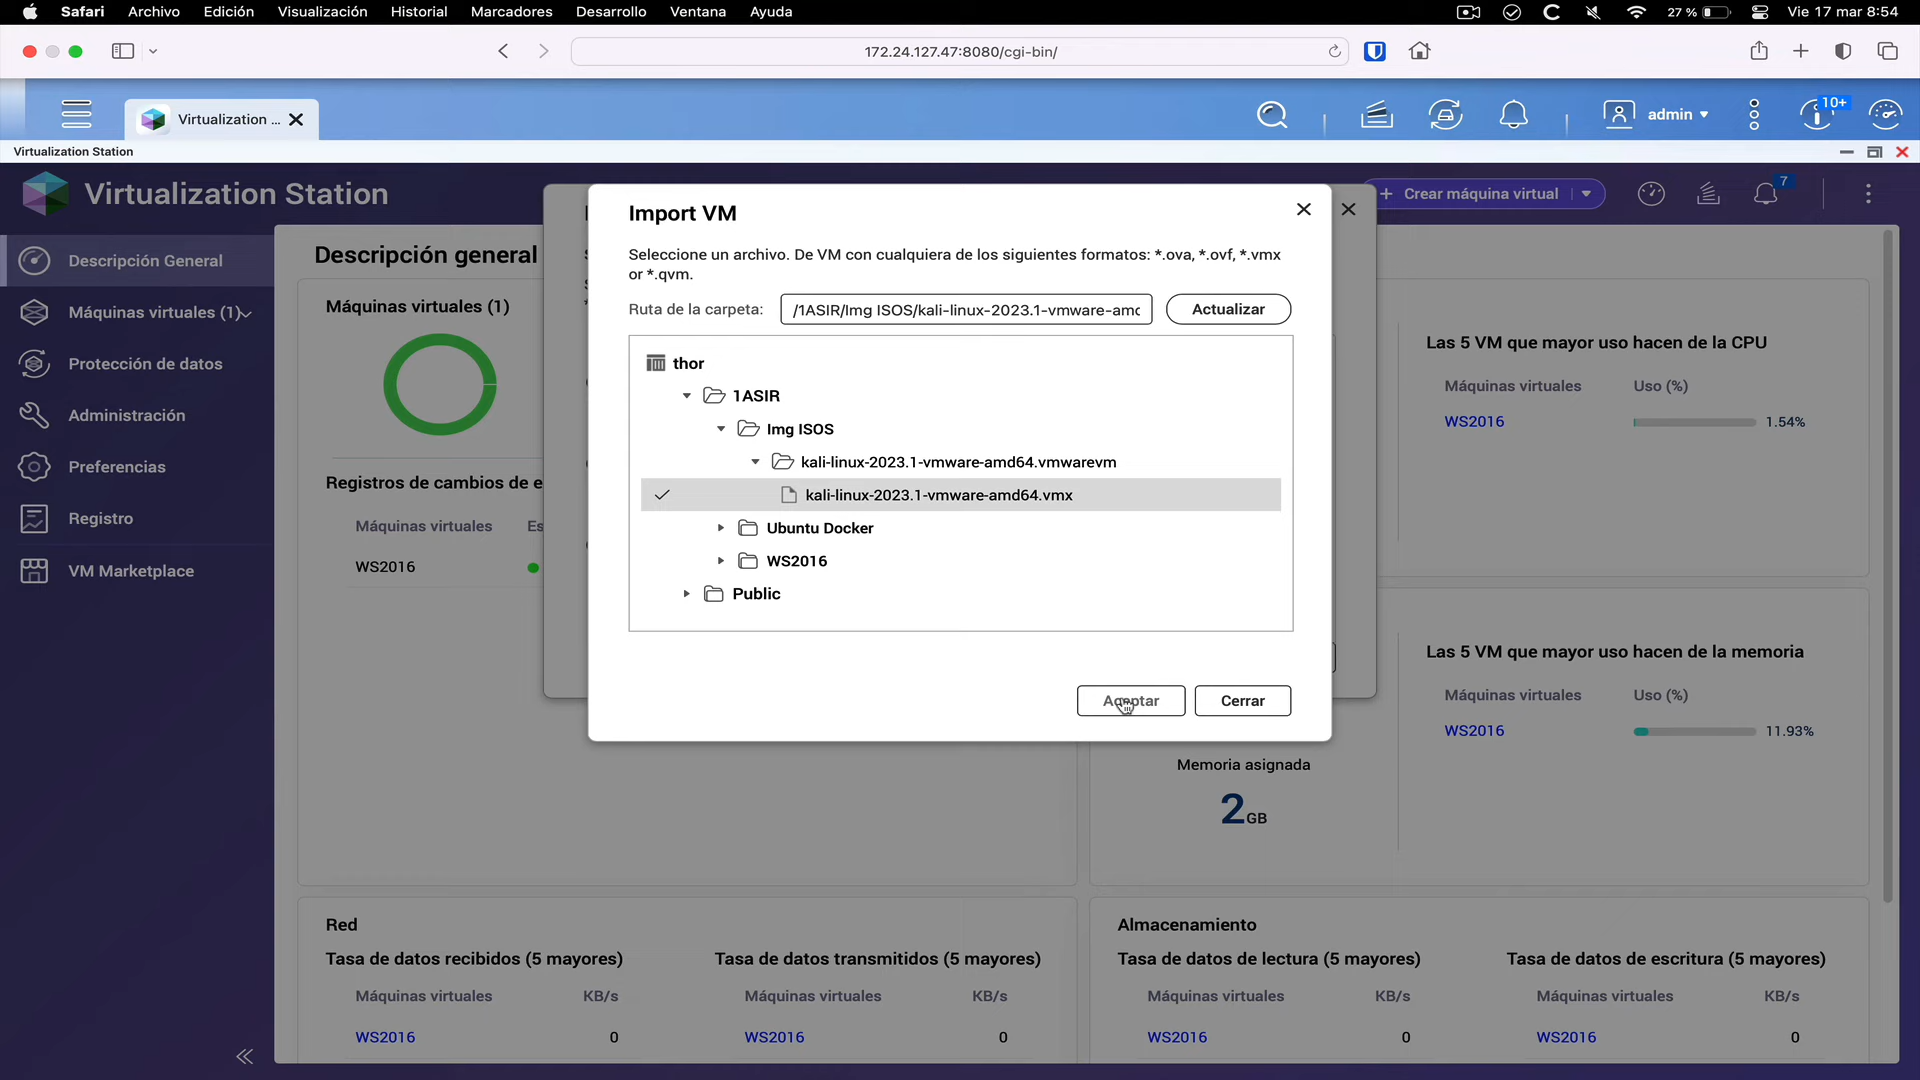 Safari Archivo Edición Visualización Historial Marcadores Desarrollo Ventana Ayuda 27 % Vie 17 mar 8:54
172.24.127.47:8080/cgi-bin/
Virtualization ... admin 10+
Virtualization Station
Virtualization Station
Crear máquina virtual 7
Descripción General
Máquinas virtuales (1)
Protección de datos
Administración
Preferencias
Registro
VM Marketplace
Descripción general
Máquinas virtuales (1)
Registros de cambios de e
Máquinas virtuales Es
WS2016
Import VM
Seleccione un archivo. De VM con cualquiera de los siguientes formatos: *.ova, *.ovf, *.vmx
or *.qvm.
Ruta de la carpeta: /1ASIR/Img ISOS/kali-linux-2023.1-vmware-amd Actualizar
thor
1ASIR
Img ISOS
kali-linux-2023.1-vmware-amd64.vmwarevm
kali-linux-2023.1-vmware-amd64.vmx
Ubuntu Docker
WS2016
Public
Aceptar Cerrar
Las 5 VM que mayor uso hacen de la CPU
Máquinas virtuales Uso (%)
WS2016 1.54%
Las 5 VM que mayor uso hacen de la memoria
Máquinas virtuales Uso (%)
WS2016 11.93%
Memoria asignada
2 GB
Red
Tasa de datos recibidos (5 mayores) Tasa de datos transmitidos (5 mayores)
Máquinas virtuales KB/s Máquinas virtuales KB/s
WS2016 0 WS2016 0
Almacenamiento
Tasa de datos de lectura (5 mayores) Tasa de datos de escritura (5 mayores)
Máquinas virtuales KB/s Máquinas virtuales KB/s
WS2016 0 WS2016 0